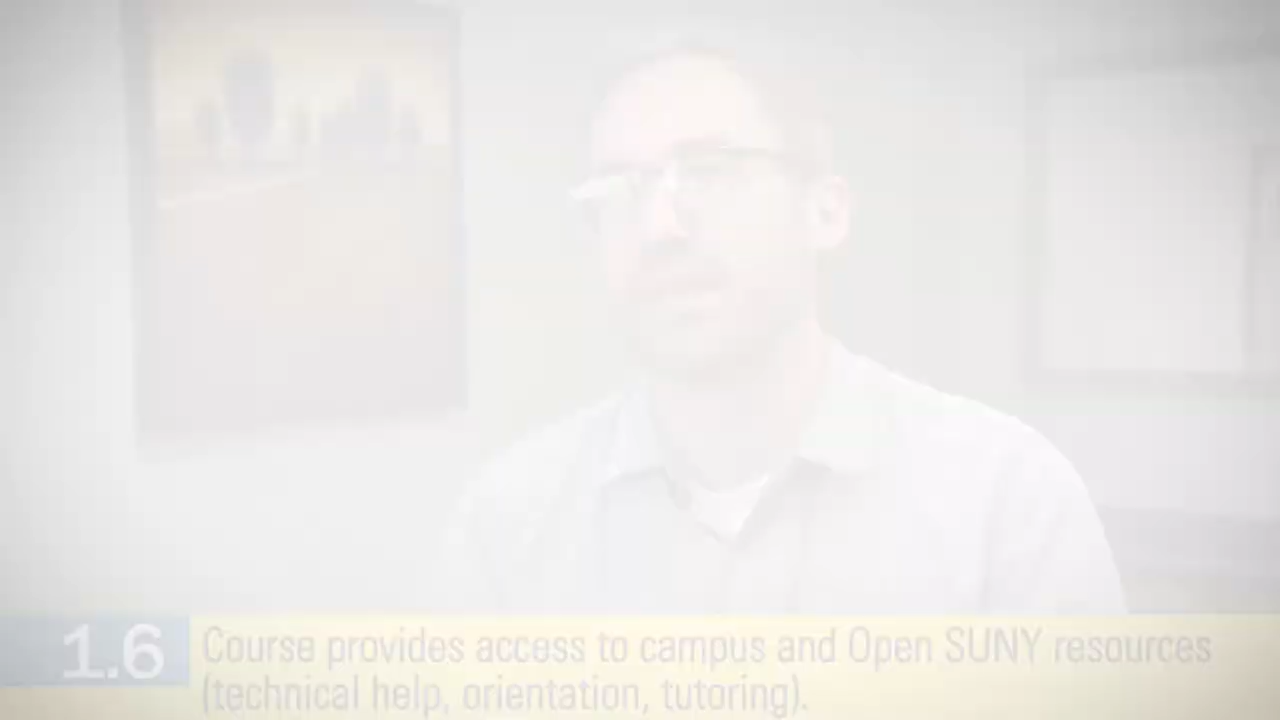 1.6 Course provides access to campus and Open SUNY resources
(technical help, orientation, tutoring).